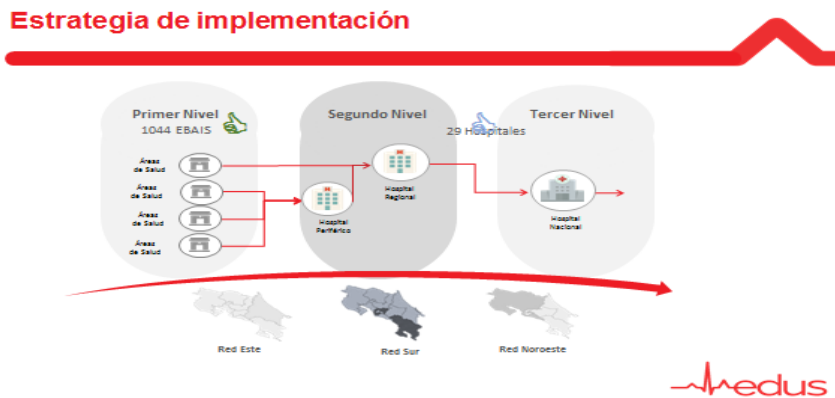 Estrategia de implementación
Primer Nivel
1044 EBAIS
Segundo Nivel
29 Hospitales
Tercer Nivel
Áreas
de Salud
Áreas
de Salud
Áreas
de Salud
Áreas
de Salud
Hospital
Periférico
Hospital
Regional
Hospital
Nacional
Red Este
Red Sur
Red Noroeste
edus